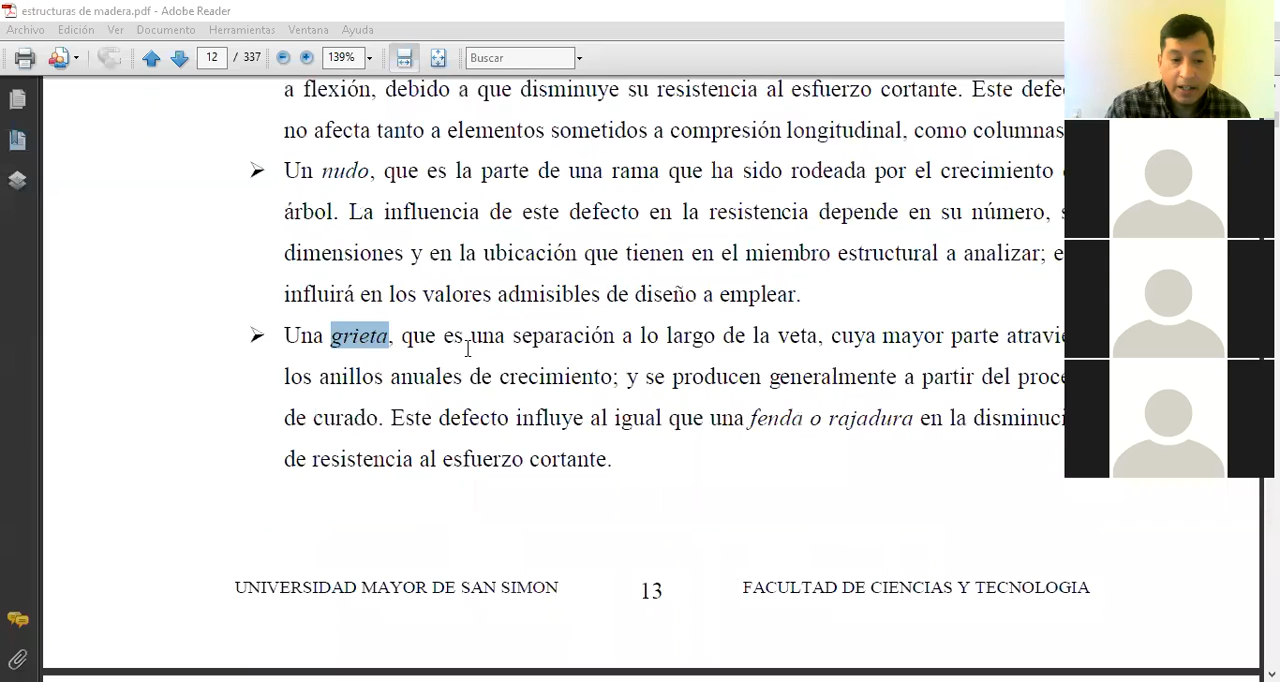 estructuras de madera.pdf - Adobe Reader
Archivo Edición Ver Documento Herramientas Ventana Ayuda
12 / 337 139% Buscar
a flexión, debido a que disminuye su resistencia al esfuerzo cortante. Este
no afecta tanto a elementos sometidos a compresión longitudinal, como columnas
Un nudo, que es la parte de una rama que ha sido rodeada por el crecimiento
árbol. La influencia de este defecto en la resistencia depende en su número,
dimensiones y en la ubicación que tienen en el miembro estructural a analizar;
influirá en los valores admisibles de diseño a emplear.
Una grieta, que es una separación a lo largo de la veta, cuya mayor parte
los anillos anuales de crecimiento; y se producen generalmente a partir del
de curado. Este defecto influye al igual que una fenda o rajadura en la
de resistencia al esfuerzo cortante.
UNIVERSIDAD MAYOR DE SAN SIMON 13 FACULTAD DE CIENCIAS Y TECNOLOGIA